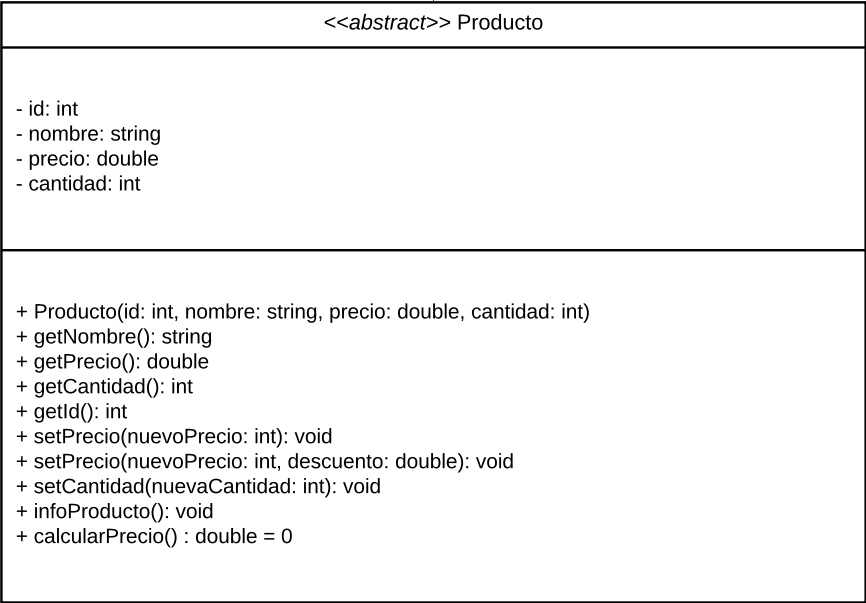 <<abstract>> Producto
- id: int
- nombre: string
- precio: double
- cantidad: int
+ Producto(id: int, nombre: string, precio: double, cantidad: int)
+ getNombre(): string
+ getPrecio(): double
+ getCantidad(): int
+ getId(): int
+ setPrecio(nuevoPrecio: int): void
+ setPrecio(nuevoPrecio: int, descuento: double): void
+ setCantidad(nuevaCantidad: int): void
+ infoProducto(): void
+ calcularPrecio() : double = 0